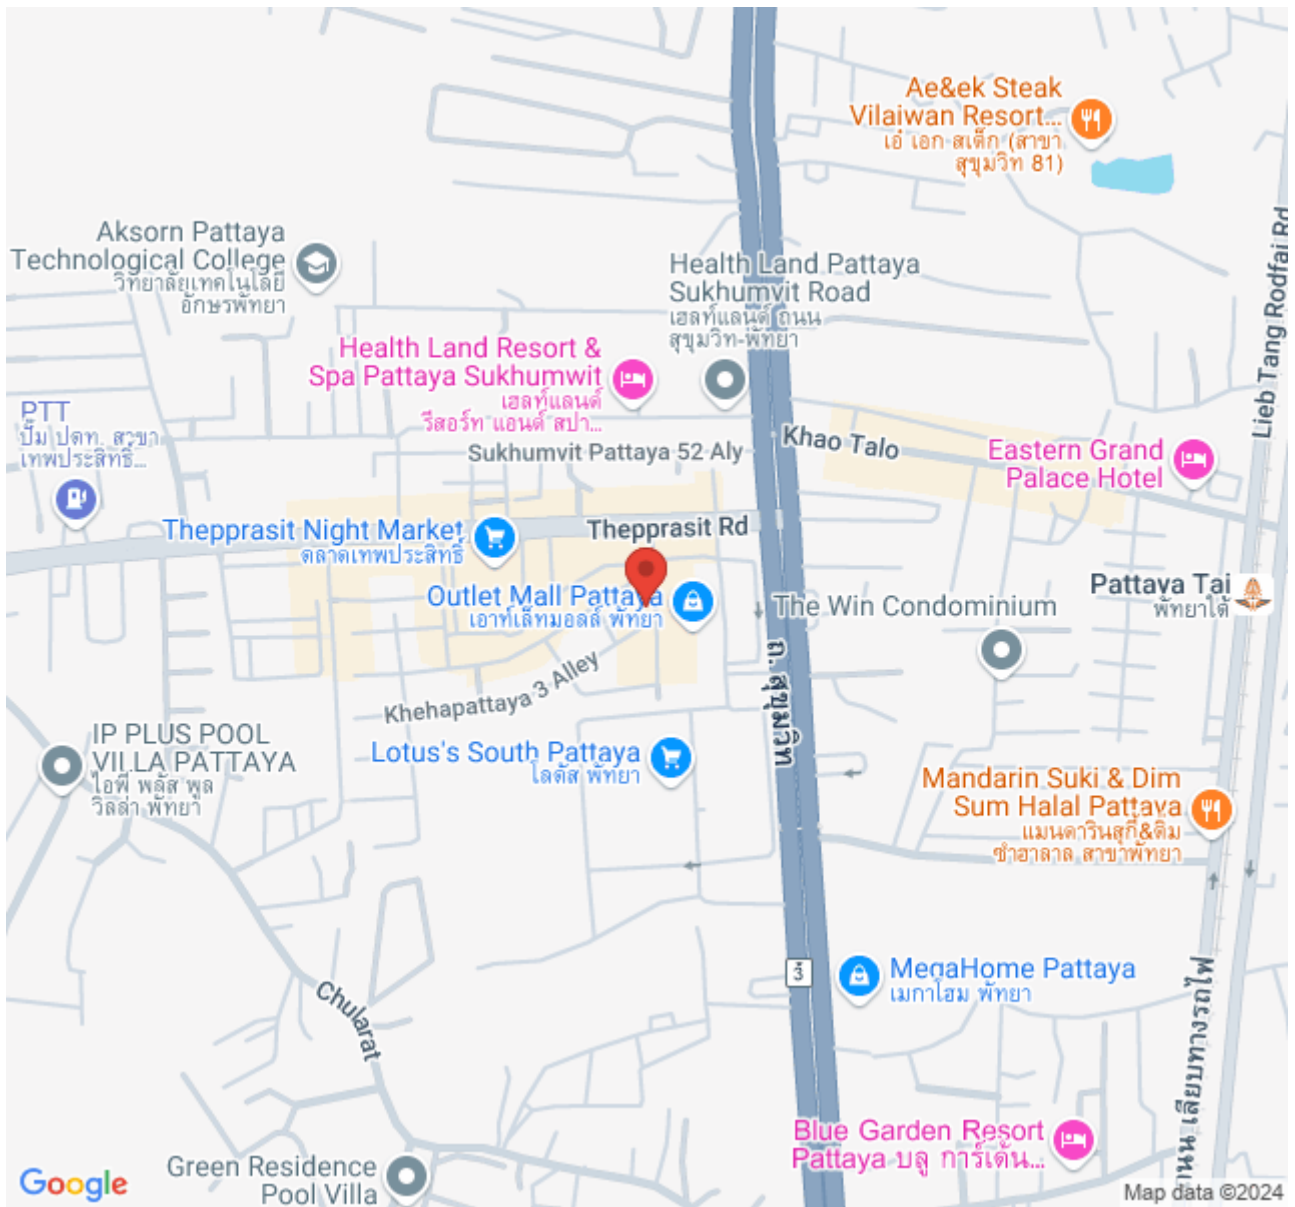 Ae&ek Steak
Vilaiwan Resort...
เอ๋ เอก สเต็ก (สาขา
สุขุมวิท 81)
Aksorn Pattaya
Technological College
วิทยาลัยเทคโนโลยี
อักษรพัทยา
Health Land Pattaya
Sukhumvit Road
เฮลท์แลนด์ ถนน
สุขุมวิท-พัทยา
Lieb Tang Rodfai Rd
Health Land Resort &
Spa Pattaya Sukhumwit
เฮลท์แลนด์
รีสอร์ท แอนด์ สปา...
PTT
ปั๊ม ปตท. สาขา
เทพประสิทธิ์...
Sukhumvit Pattaya 52 Aly
Khao Talo
Eastern Grand
Palace Hotel
Thepprasit Night Market
ตลาดเทพประสิทธิ์
Thepprasit Rd
Outlet Mall Pattaya
เอาท์เล็ทมอลล์ พัทยา
The Win Condominium
Pattaya Tai
พัทยาใต้
ถ. สุขุมวิท
Khehapattaya 3 Alley
IP PLUS POOL
VILLA PATTAYA
ไอพี พลัส พูล
วิลล่า พัทยา
Lotus's South Pattaya
โลตัส พัทยา
Mandarin Suki & Dim
Sum Halal Pattaya
แมนดารินสุกี้&ติ่ม
ซำฮาลาล สาขาพัทยา
3
MegaHome Pattaya
เมกาโฮม พัทยา
Chularat
ถนน เลียบทางรถไฟ
Blue Garden Resort
Pattaya บลู การ์เด้น...
Green Residence
Pool Villa
Google
Map data ©2024